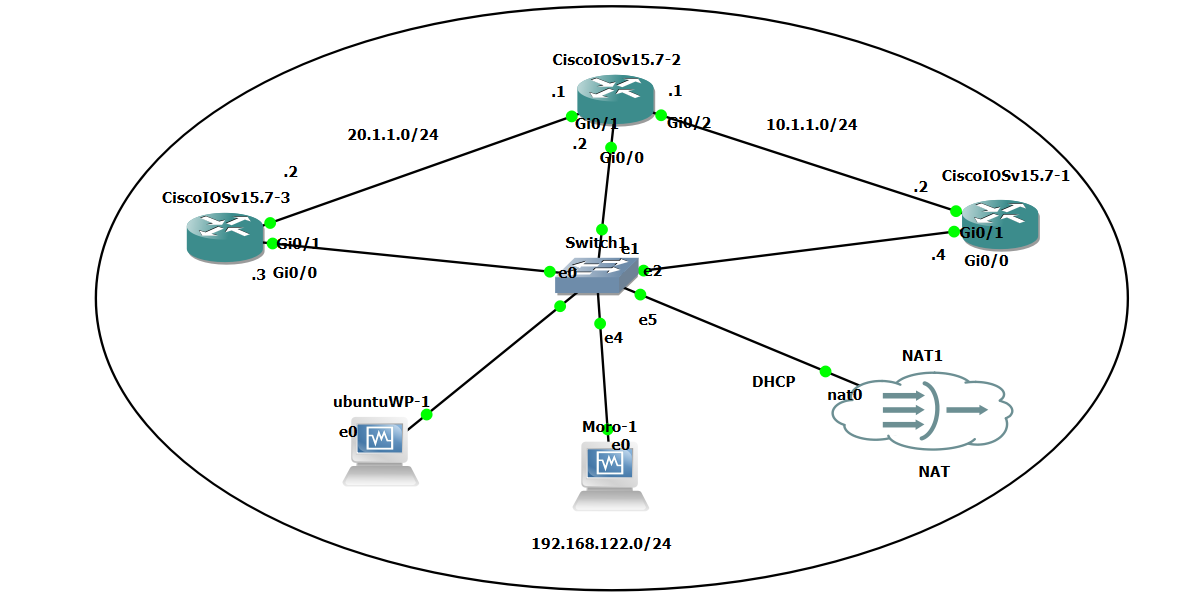 CiscoIOSv15.7-2
.1
.1
Gi0/1
Gi0/2
20.1.1.0/24
10.1.1.0/24
.2
Gi0/0
.2
CiscoIOSv15.7-3
CiscoIOSv15.7-1
.2
Gi0/1
.3
Gi0/0
Gi0/1
.4
Gi0/0
Switch1
e1
e0
e2
e5
e4
NAT1
DHCP
nat0
NAT
ubuntuWP-1
e0
e0
192.168.122.0/24